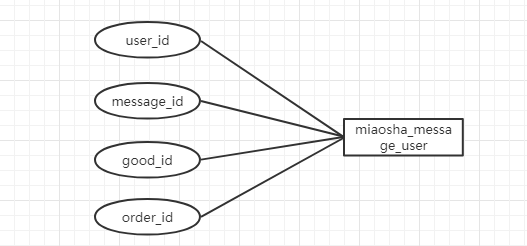 user_id
message_id
good_id
order_id
miaosha_messa
ge_user